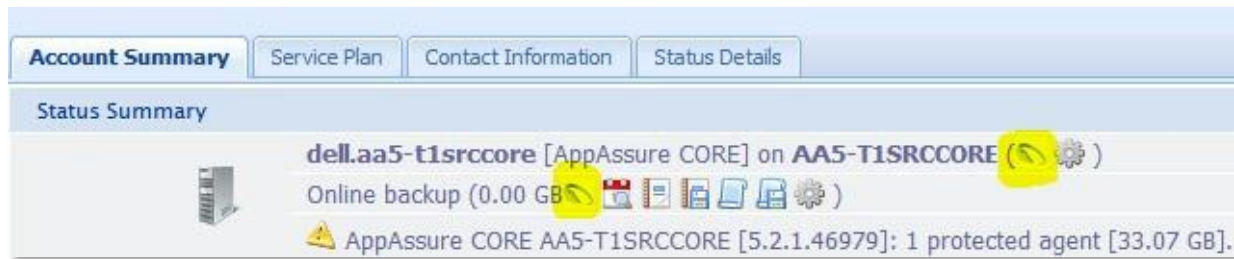 Account Summary Service Plan Contact Information Status Details
Status Summary
dell.aa5-t1srccore [AppAssure CORE] on AA5-T1SRCCORE ( )
Online backup (0.00 GB )
AppAssure CORE AA5-T1SRCCORE [5.2.1.46979]: 1 protected agent [33.07 GB].